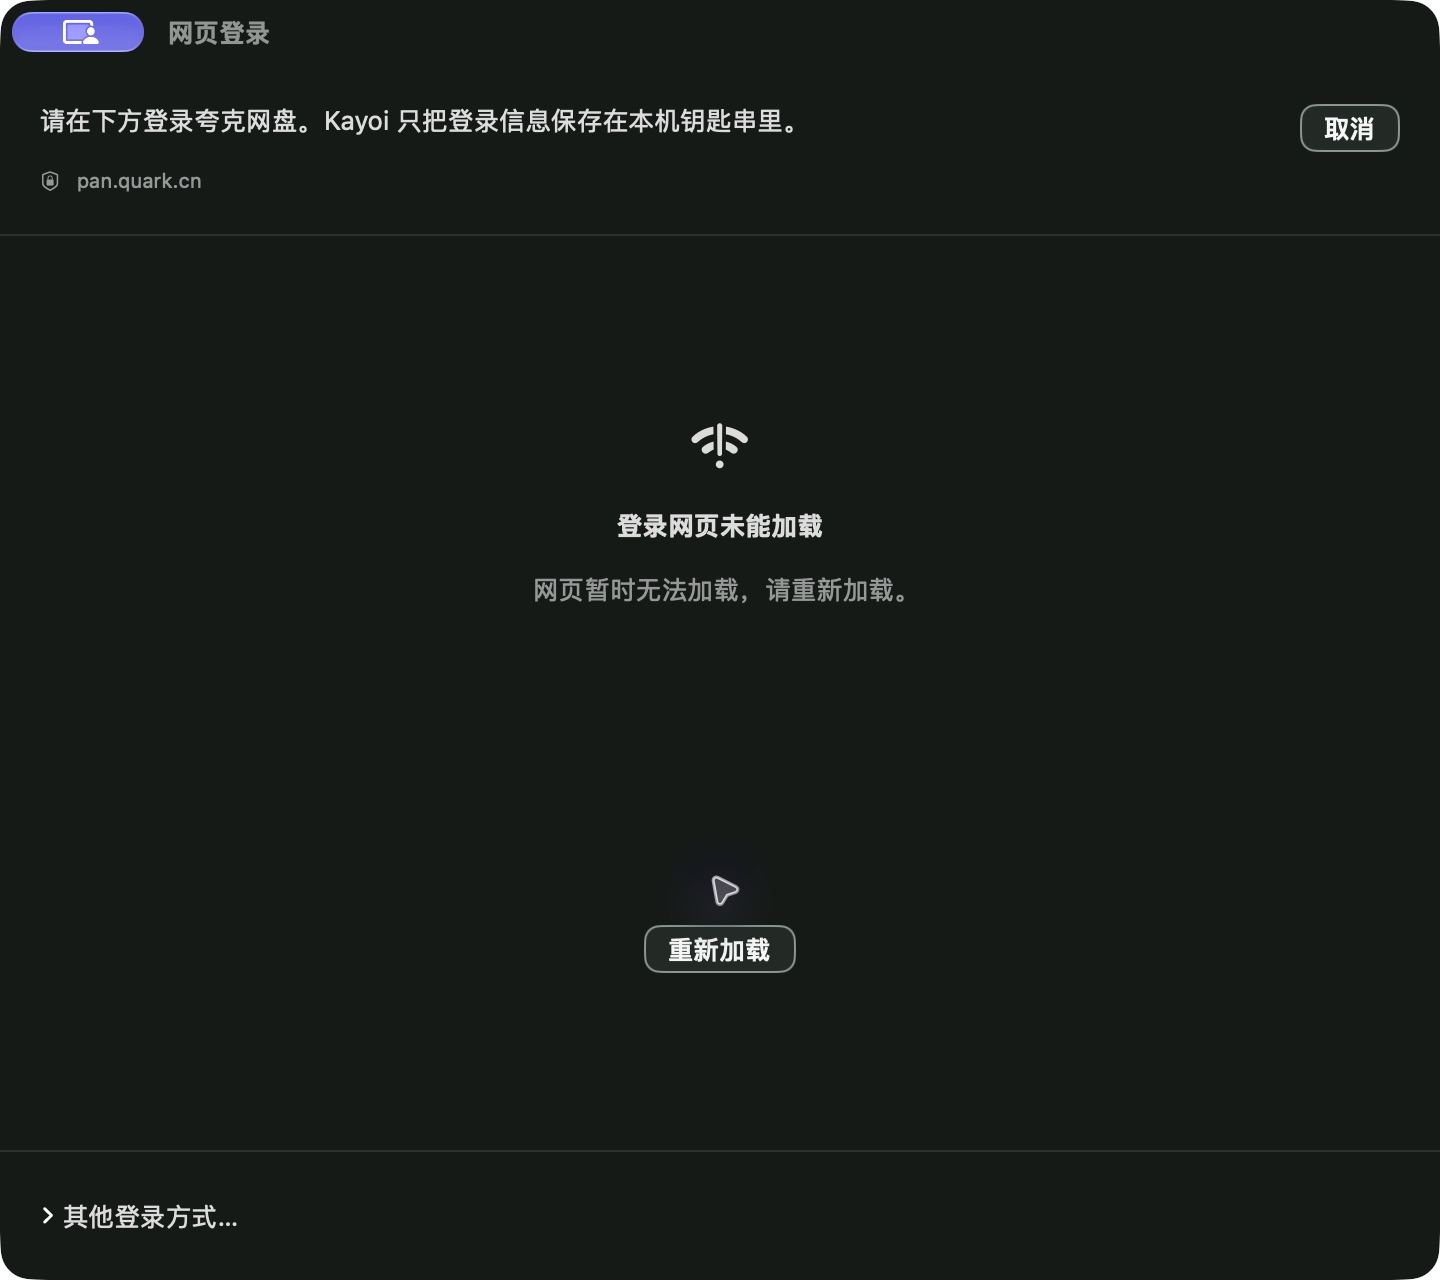 网页登录
请在下方登录夸克网盘。Kayoi 只把登录信息保存在本机钥匙串里。
取消
pan.quark.cn
登录网页未能加载
网页暂时无法加载，请重新加载。
重新加载
其他登录方式...